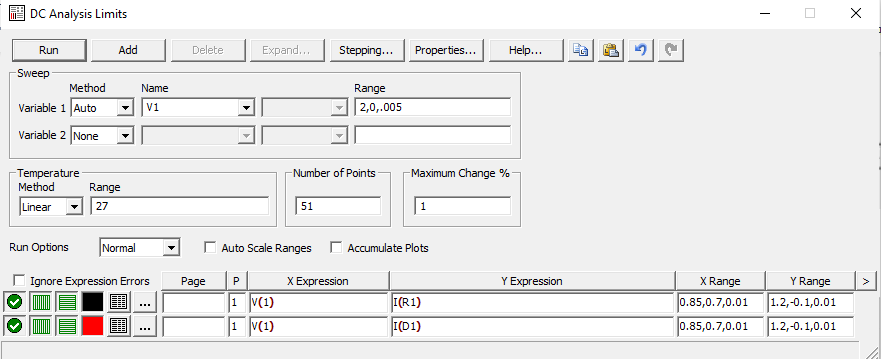 DC Analysis Limits
Run Add Delete Expand... Stepping... Properties... Help...
Sweep
Method Name Range
Variable 1 Auto V1 2,0,.005
Variable 2 None
Temperature Number of Points Maximum Change %
Method Range
Linear 27 51 1
Run Options Normal Auto Scale Ranges Accumulate Plots
Ignore Expression Errors Page P X Expression Y Expression X Range Y Range >
... 1 V(1) I(R1) 0.85,0.7,0.01 1.2,-0.1,0.01
... 1 V(1) I(D1) 0.85,0.7,0.01 1.2,-0.1,0.01